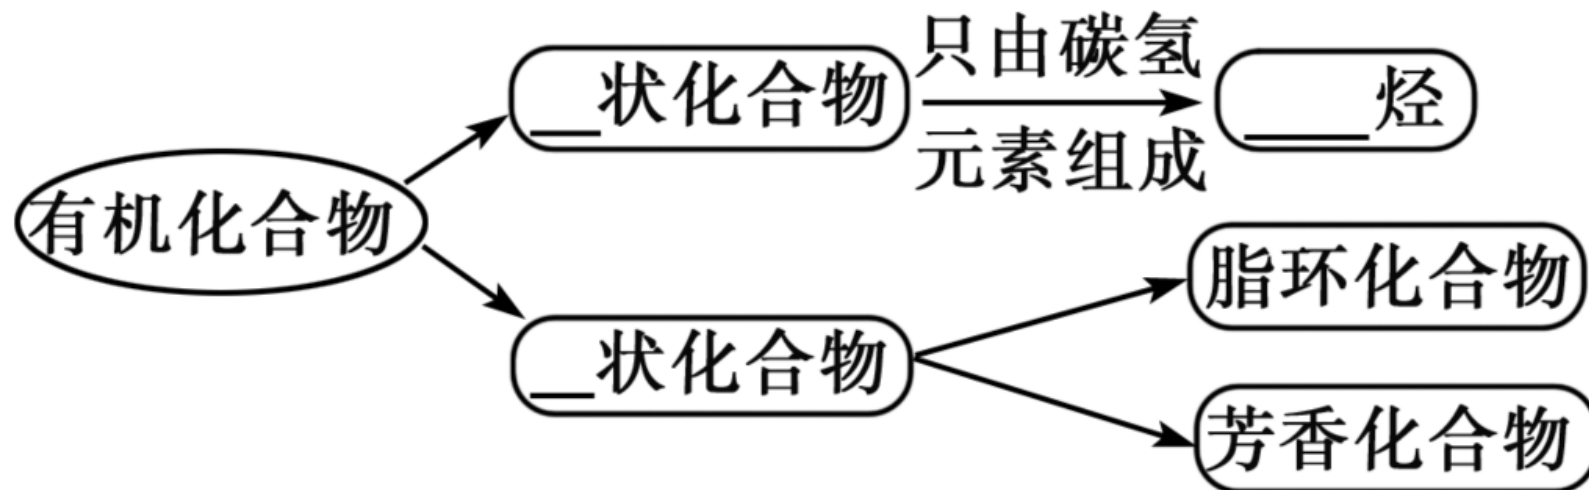 有机化合物
__状化合物
只由碳氢
元素组成
____烃
__状化合物
脂环化合物
芳香化合物